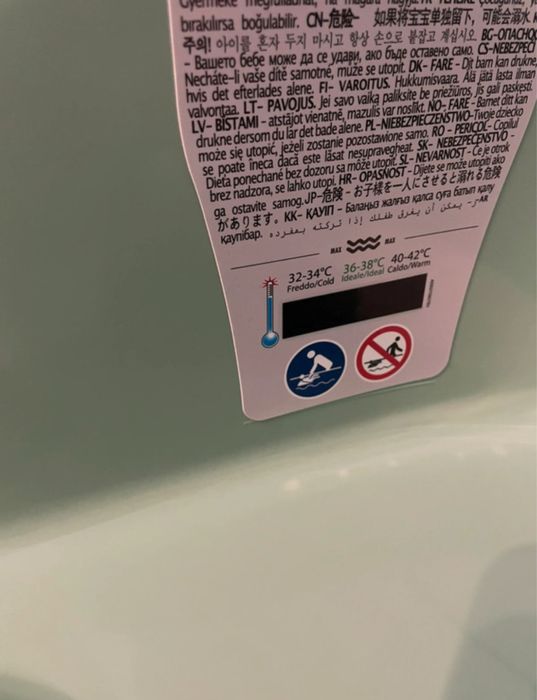 Gyermeke megfulladhat, ha magára hagyja.
bırakılırsa boğulabilir. CN-危险- 如果将宝宝单独留下, 可能会溺水.
주의! 아이를 혼자 두지 마시고 항상 손으로 붙잡고 계십시오. BG-ОПАСНО
- Вашето бебе може да се удави, ако бъде оставено само. CS-NEBEZPEČÍ
Necháte-li vaše dítě samotné, může se utopit. DK- FARE - Dit barn kan drukne,
hvis det efterlades alene. FI- VAROITUS. Hukkumisvaara. Älä jätä lasta ilman
valvontaa. LT- PAVOJUS. Jei savo vaiką paliksite be priežiūros, jis gali paskęsti.
LV- BĪSTAMI - atstājot vienatnē, mazulis var noslīkt. NO- FARE - Barnet ditt kan
drukne dersom du lar det bade alene. PL-NIEBEZPIECZEŃSTWO-Twoje dziecko
może się utopić, jeżeli zostanie pozostawione samo. RO - PERICOL- Copilul
se poate îneca dacă este lăsat nesupravegheat. SK- NEBEZPEČENSTVO -
Dieťa ponechané bez dozoru sa môže utopiť. SL- NEVARNOST- Če je otrok
brez nadzora, se lahko utopi. HR- OPASNOST - Dijete se može utopiti ako
ga ostavite samog. JP-危険 - お子様を一人にさせると溺れる危険
があります。 KK- ҚАУІП - Балаңыз жалғыз қалса суға батып қалу
қаупі бар. AR- يمكن أن يغرق طفلك إذا تركته بمفرده
MAX MAX
32-34°C 36-38°C 40-42°C
Freddo/Cold Ideale/Ideal Caldo/Warm